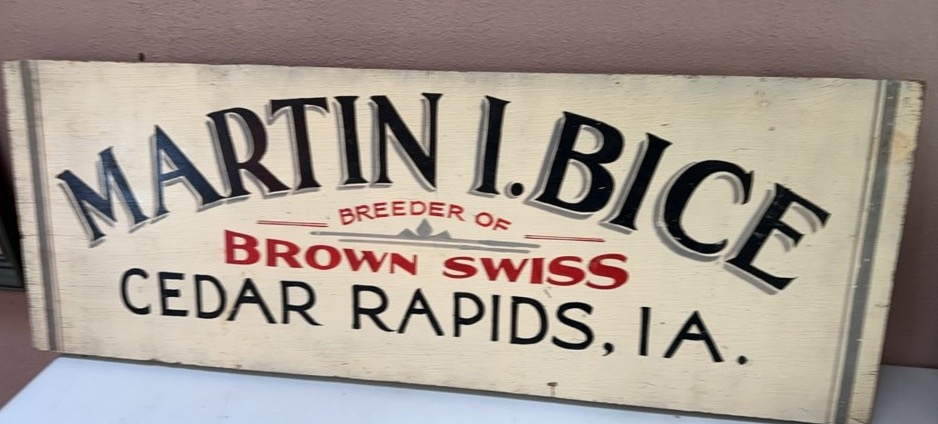 MARTIN I. BICE
BREEDER OF
BROWN SWISS
CEDAR RAPIDS, IA.